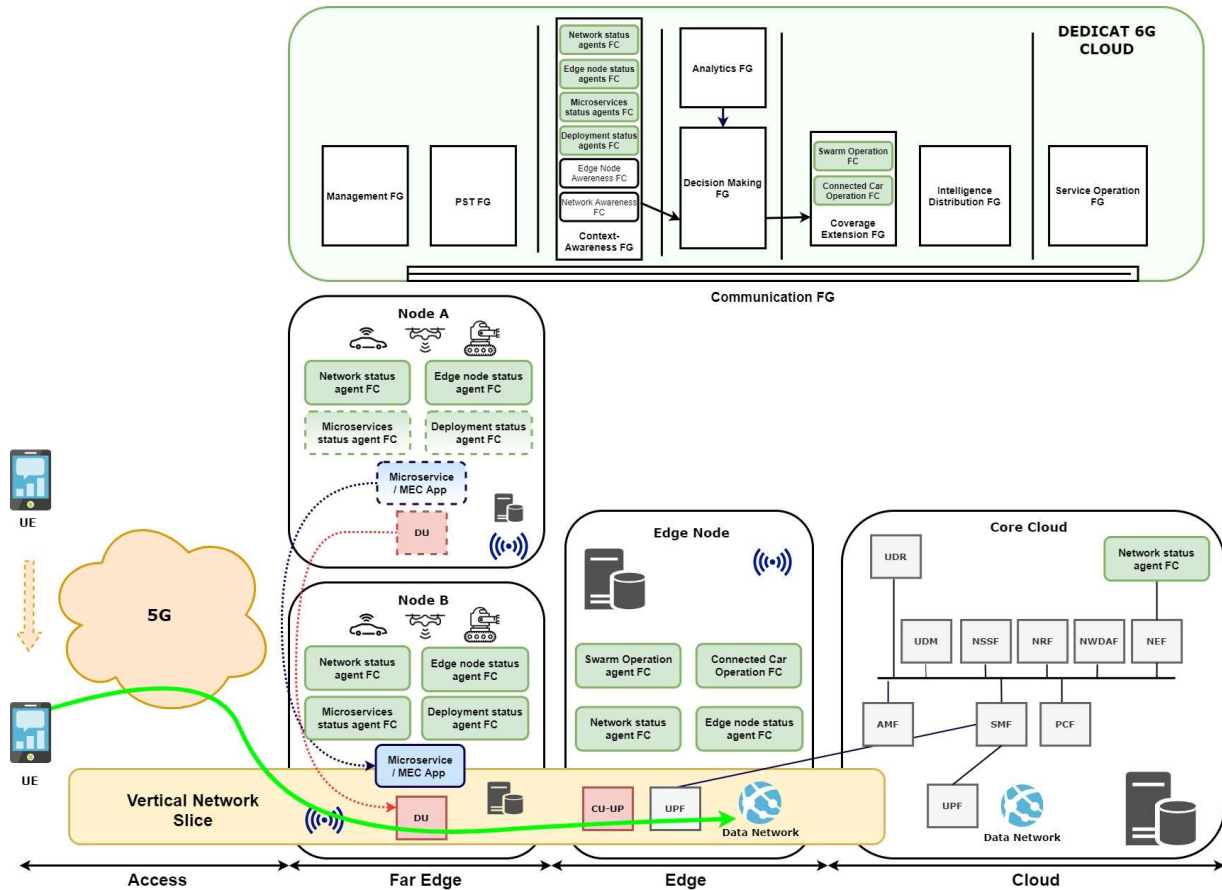 DEDICAT 6G
CLOUD
Network status
agents FC
Edge node status
agents FC
Microservices
status agents FC
Deployment status
agents FC
Edge Node
Awereness FC
Network Awareness
FC
Context-
Awareness FG
Analytics FG
Decision Making
FG
Swarm Operation
FC
Connected Car
Operation FC
Coverage
Extension FG
Management FG
PST FG
Intelligence
Distribution FG
Service Operation
FG
Communication FG
Node A
Network status
agent FC
Edge node status
agent FC
Microservices
status agent FC
Deployment status
agent FC
Microservice
/ MEC App
DU
UE
5G
UE
Node B
Network status
agent FC
Edge node status
agent FC
Microservices
status agent FC
Deployment status
agent FC
Microservice
/ MEC App
DU
Vertical Network
Slice
Edge Node
Swarm Operation
agent FC
Connected Car
Operation FC
Network status
agent FC
Edge node status
agent FC
CU-UP
UPF
Data Network
Core Cloud
UDR
Network status
agent FC
UDM
NSSF
NRF
NWDAF
NEF
AMF
SMF
PCF
UPF
Data Network
Access
Far Edge
Edge
Cloud